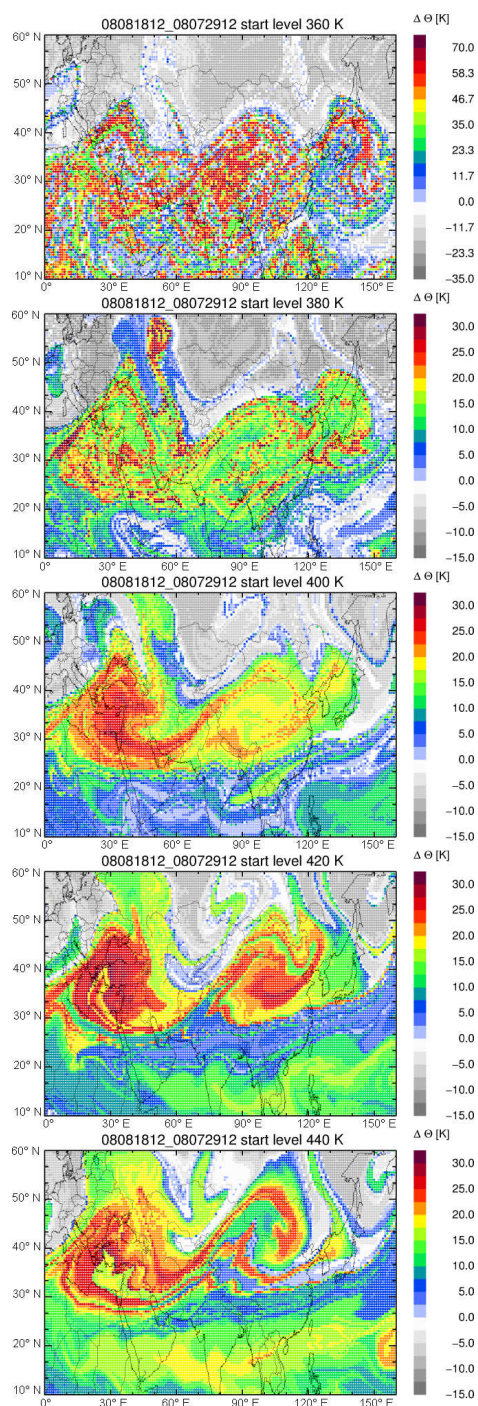 08081812_08072912 start level 360 K
Δ Θ [K]
60° N
50° N
40° N
30° N
20° N
10° N
0°
30° E
60° E
90° E
120° E
150° E
70.0
58.3
46.7
35.0
23.3
11.7
0.0
−11.7
−23.3
−35.0
08081812_08072912 start level 380 K
Δ Θ [K]
60° N
50° N
40° N
30° N
20° N
10° N
0°
30° E
60° E
90° E
120° E
150° E
30.0
25.0
20.0
15.0
10.0
5.0
0.0
−5.0
−10.0
−15.0
08081812_08072912 start level 400 K
Δ Θ [K]
60° N
50° N
40° N
30° N
20° N
10° N
0°
30° E
60° E
90° E
120° E
150° E
30.0
25.0
20.0
15.0
10.0
5.0
0.0
−5.0
−10.0
−15.0
08081812_08072912 start level 420 K
Δ Θ [K]
60° N
50° N
40° N
30° N
20° N
10° N
0°
30° E
60° E
90° E
120° E
150° E
30.0
25.0
20.0
15.0
10.0
5.0
0.0
−5.0
−10.0
−15.0
08081812_08072912 start level 440 K
Δ Θ [K]
60° N
50° N
40° N
30° N
20° N
10° N
0°
30° E
60° E
90° E
120° E
150° E
30.0
25.0
20.0
15.0
10.0
5.0
0.0
−5.0
−10.0
−15.0